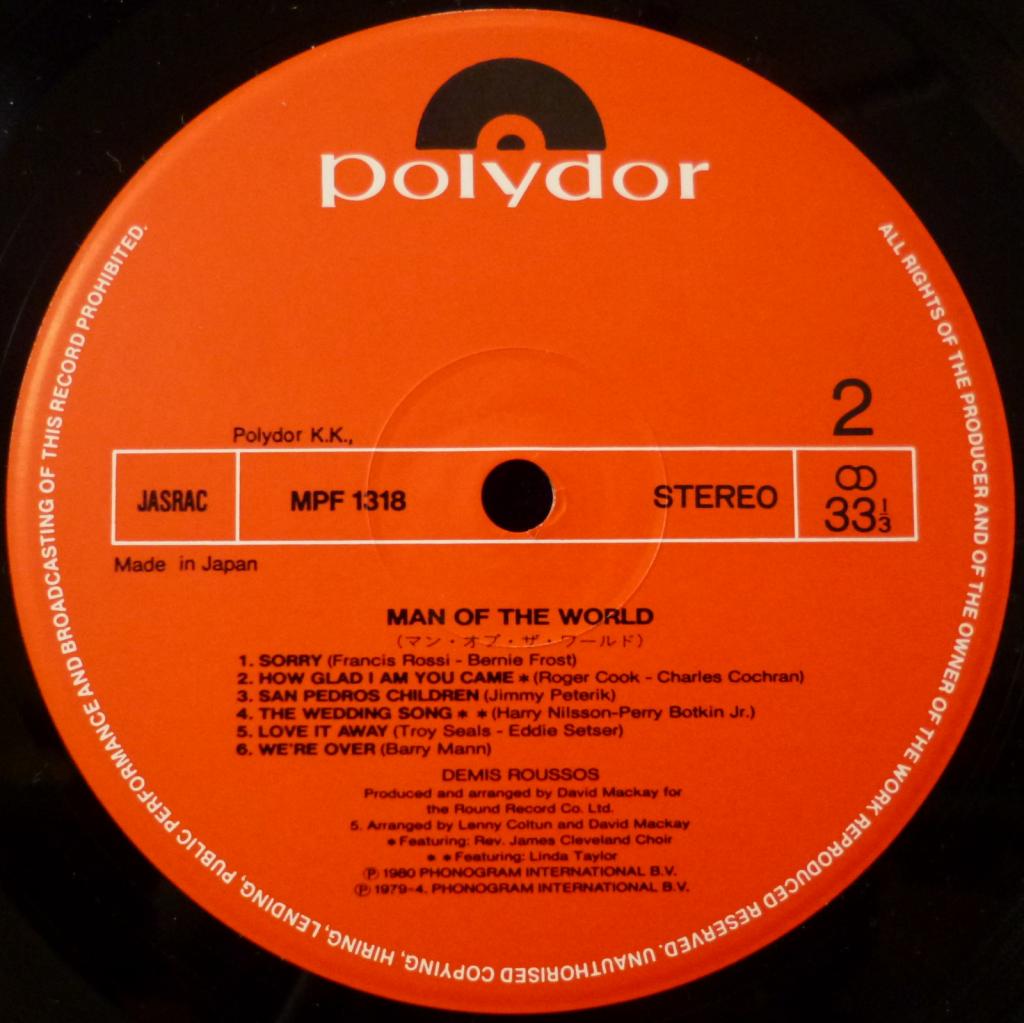 polydor
ALL RIGHTS OF THE PRODUCER AND OF THE OWNER OF THE WORK REPRODUCED RESERVED. UNAUTHORISED COPYING, HIRING, LENDING, PUBLIC PERFORMANCE AND BROADCASTING OF THIS RECORD PROHIBITED.
2
Polydor K.K.,
JASRAC MPF 1318 STEREO 33⅓
Made in Japan
MAN OF THE WORLD
(マン・オブ・ザ・ワールド)
1. SORRY (Francis Rossi - Bernie Frost)
2. HOW GLAD I AM YOU CAME * (Roger Cook - Charles Cochran)
3. SAN PEDROS CHILDREN (Jimmy Peterik)
4. THE WEDDING SONG * * (Harry Nilsson-Perry Botkin Jr.)
5. LOVE IT AWAY (Troy Seals - Eddie Setser)
6. WE'RE OVER (Barry Mann)
DEMIS ROUSSOS
Produced and arranged by David Mackay for
the Round Record Co. Ltd.
5. Arranged by Lenny Coltun and David Mackay
* Featuring: Rev. James Cleveland Choir
* * Featuring: Linda Taylor
℗ 1980 PHONOGRAM INTERNATIONAL B.V.
℗ 1979-4. PHONOGRAM INTERNATIONAL B.V.